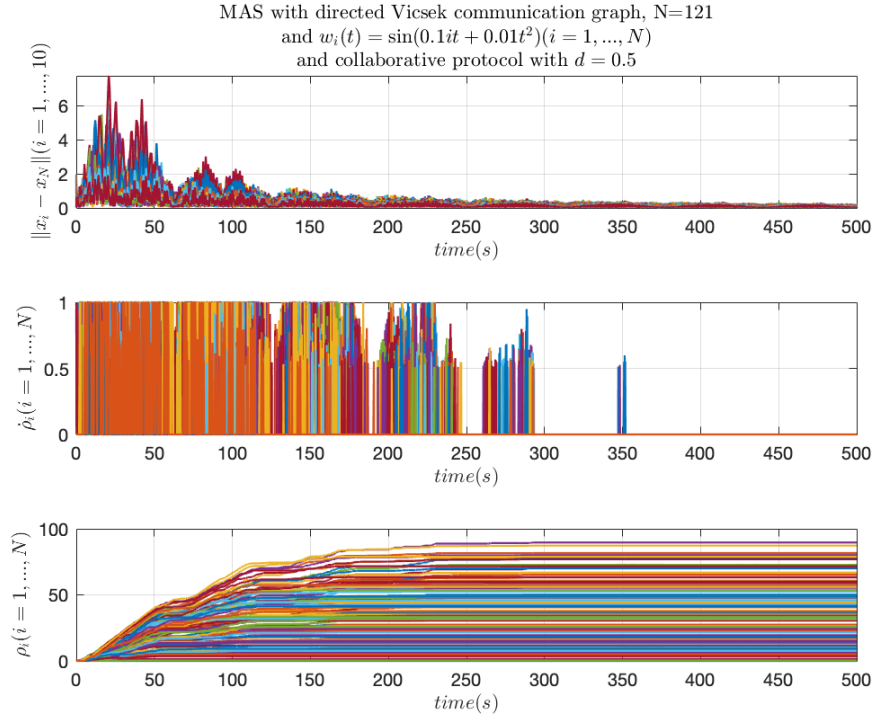 MAS with directed Vicsek communication graph, N=121
and $w_i(t) = \sin(0.1it + 0.01t^2)(i = 1, ..., N)$
and collaborative protocol with $d = 0.5$
$\|x_i - x_N\|(i = 1, ..., 10)$
6
4
2
0
0 50 100 150 200 250 300 350 400 450 500
$time(s)$
$\dot{\rho}_i(i = 1, ..., N)$
1
0.5
0
0 50 100 150 200 250 300 350 400 450 500
$time(s)$
$\rho_i(i = 1, ..., N)$
100
50
0
0 50 100 150 200 250 300 350 400 450 500
$time(s)$